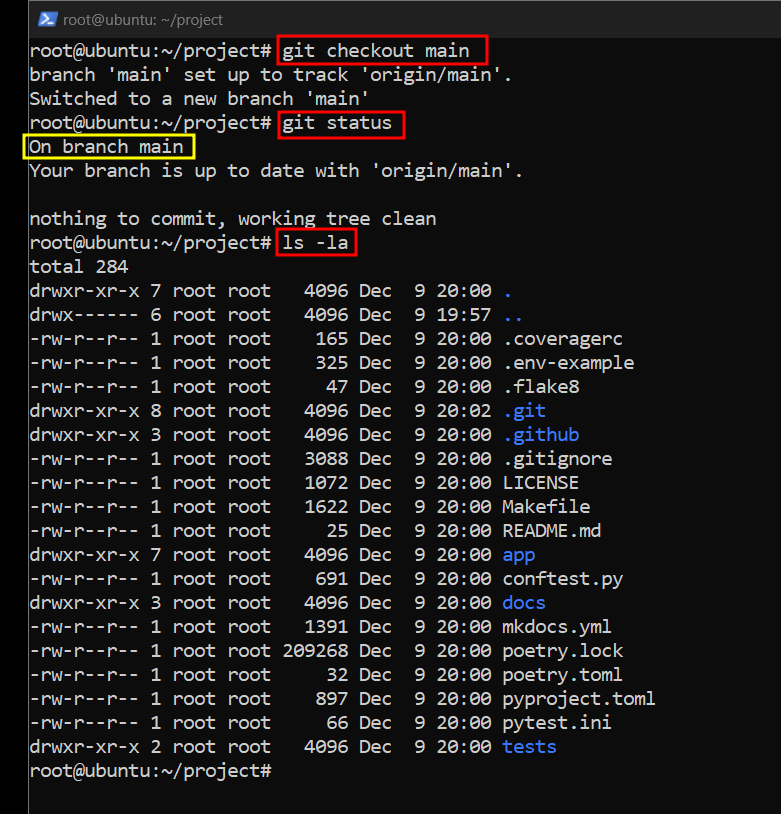 root@ubuntu: ~/project
root@ubuntu:~/project# git checkout main
branch 'main' set up to track 'origin/main'.
Switched to a new branch 'main'
root@ubuntu:~/project# git status
On branch main
Your branch is up to date with 'origin/main'.

nothing to commit, working tree clean
root@ubuntu:~/project# ls -la
total 284
drwxr-xr-x 7 root root   4096 Dec  9 20:00 .
drwx------ 6 root root   4096 Dec  9 19:57 ..
-rw-r--r-- 1 root root    165 Dec  9 20:00 .coveragerc
-rw-r--r-- 1 root root    325 Dec  9 20:00 .env-example
-rw-r--r-- 1 root root     47 Dec  9 20:00 .flake8
drwxr-xr-x 8 root root   4096 Dec  9 20:02 .git
drwxr-xr-x 3 root root   4096 Dec  9 20:00 .github
-rw-r--r-- 1 root root   3088 Dec  9 20:00 .gitignore
-rw-r--r-- 1 root root   1072 Dec  9 20:00 LICENSE
-rw-r--r-- 1 root root   1622 Dec  9 20:00 Makefile
-rw-r--r-- 1 root root     25 Dec  9 20:00 README.md
drwxr-xr-x 7 root root   4096 Dec  9 20:00 app
-rw-r--r-- 1 root root    691 Dec  9 20:00 conftest.py
drwxr-xr-x 3 root root   4096 Dec  9 20:00 docs
-rw-r--r-- 1 root root   1391 Dec  9 20:00 mkdocs.yml
-rw-r--r-- 1 root root 209268 Dec  9 20:00 poetry.lock
-rw-r--r-- 1 root root     32 Dec  9 20:00 poetry.toml
-rw-r--r-- 1 root root    897 Dec  9 20:00 pyproject.toml
-rw-r--r-- 1 root root     66 Dec  9 20:00 pytest.ini
drwxr-xr-x 2 root root   4096 Dec  9 20:00 tests
root@ubuntu:~/project#